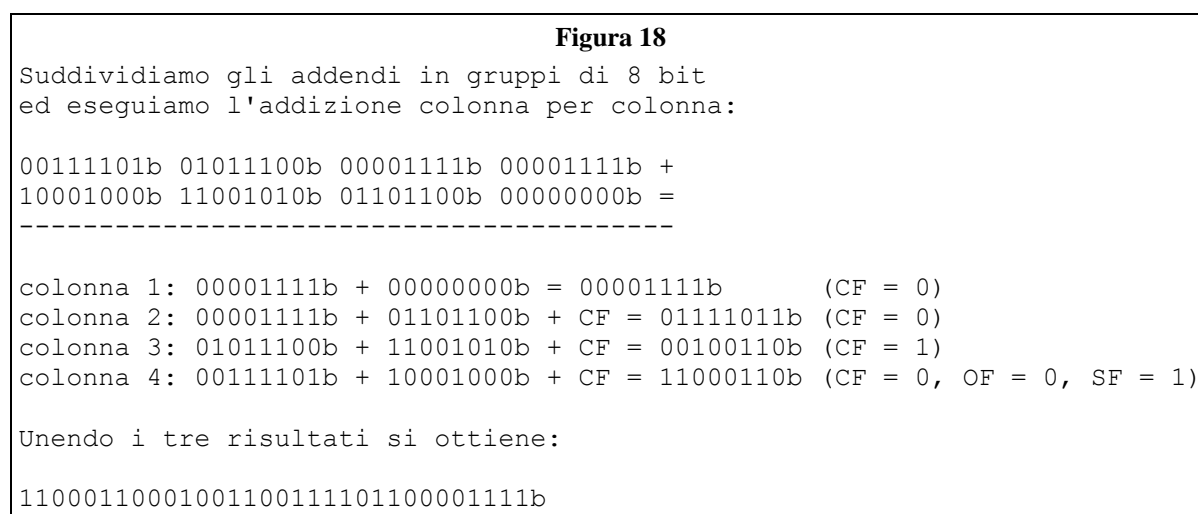 Figura 18
Suddividiamo gli addendi in gruppi di 8 bit
ed eseguiamo l'addizione colonna per colonna:
00111101b 01011100b 00001111b 00001111b +
10001000b 11001010b 01101100b 00000000b =
-----------------------------------------
colonna 1: 00001111b + 00000000b = 00001111b (CF = 0)
colonna 2: 00001111b + 01101100b + CF = 01111011b (CF = 0)
colonna 3: 01011100b + 11001010b + CF = 00100110b (CF = 1)
colonna 4: 00111101b + 10001000b + CF = 11000110b (CF = 0, OF = 0, SF = 1)
Unendo i tre risultati si ottiene:
11000110001001100111101100001111b